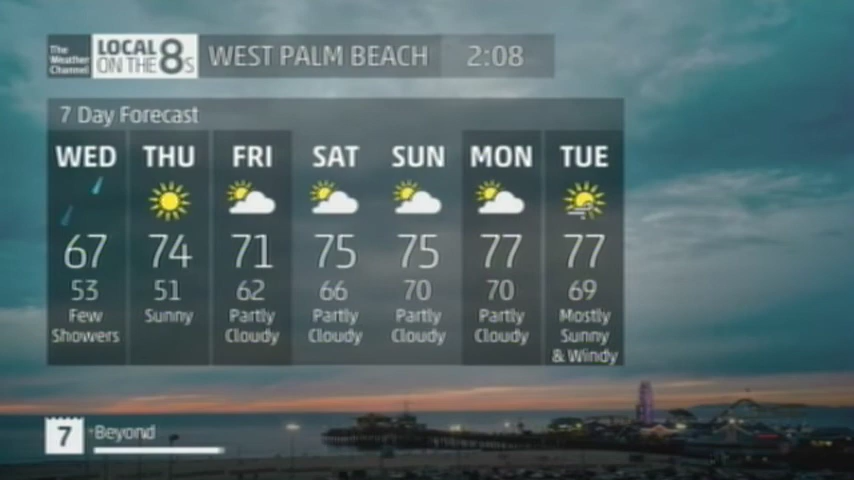 The Weather Channel
LOCAL ON THE 8s
WEST PALM BEACH 2:08
7 Day Forecast
WED THU FRI SAT SUN MON TUE
67 74 71 75 75 77 77
53 51 62 66 70 70 69
Few Showers
Sunny
Partly Cloudy
Partly Cloudy
Partly Cloudy
Partly Cloudy
Mostly Sunny & Windy
7 Beyond